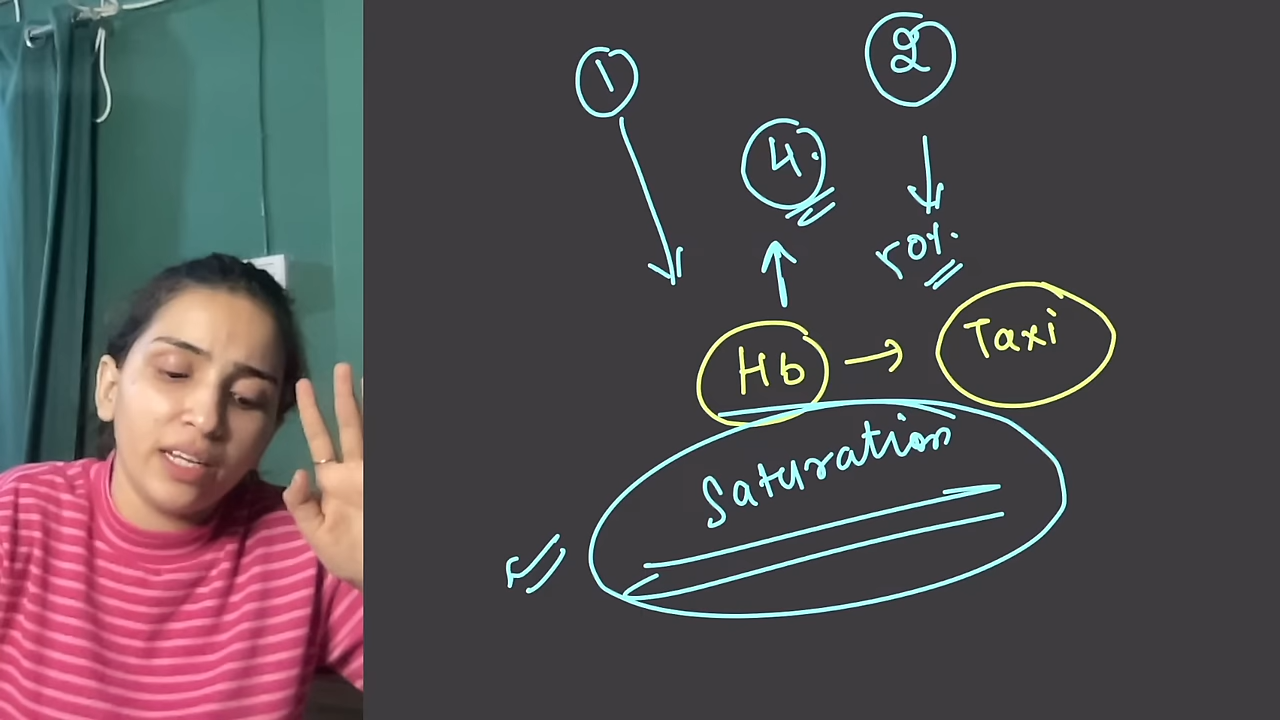 1
2
4
50%
Hb → Taxi
Saturation